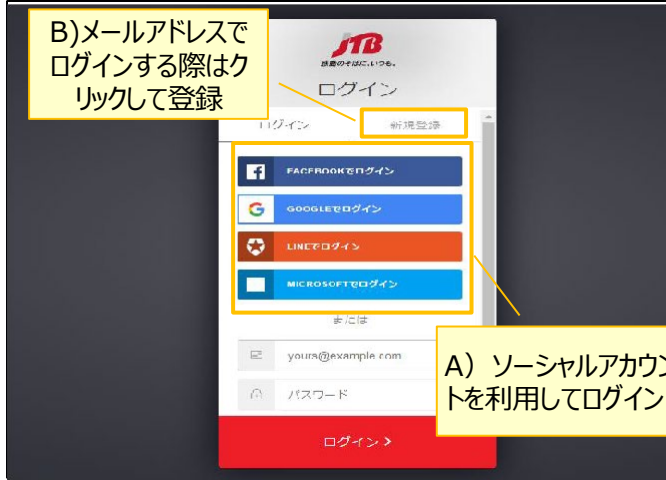 B)メールアドレスで
ログインする際はク
リックして登録
JTB
感動のそばに、いつも。
ログイン
ログイン
新規登録
FACEBOOKでログイン
GOOGLEでログイン
LINEでログイン
MICROSOFTでログイン
または
yours@example.com
パスワード
ログイン >
A) ソーシャルアカウン
トを利用してログイン